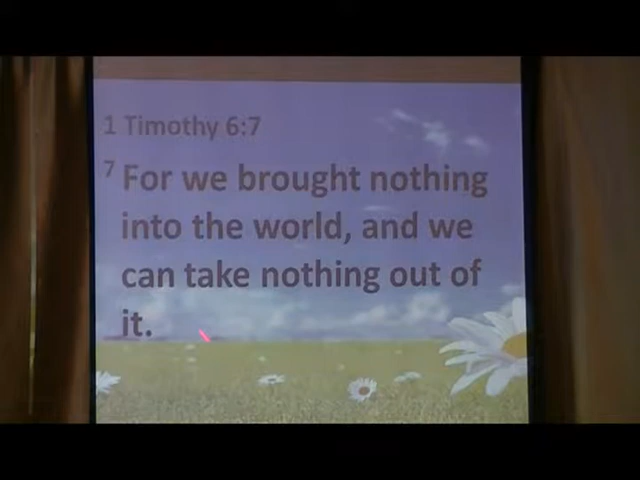 1 Timothy 6:7
7 For we brought nothing
into the world, and we
can take nothing out of
it.